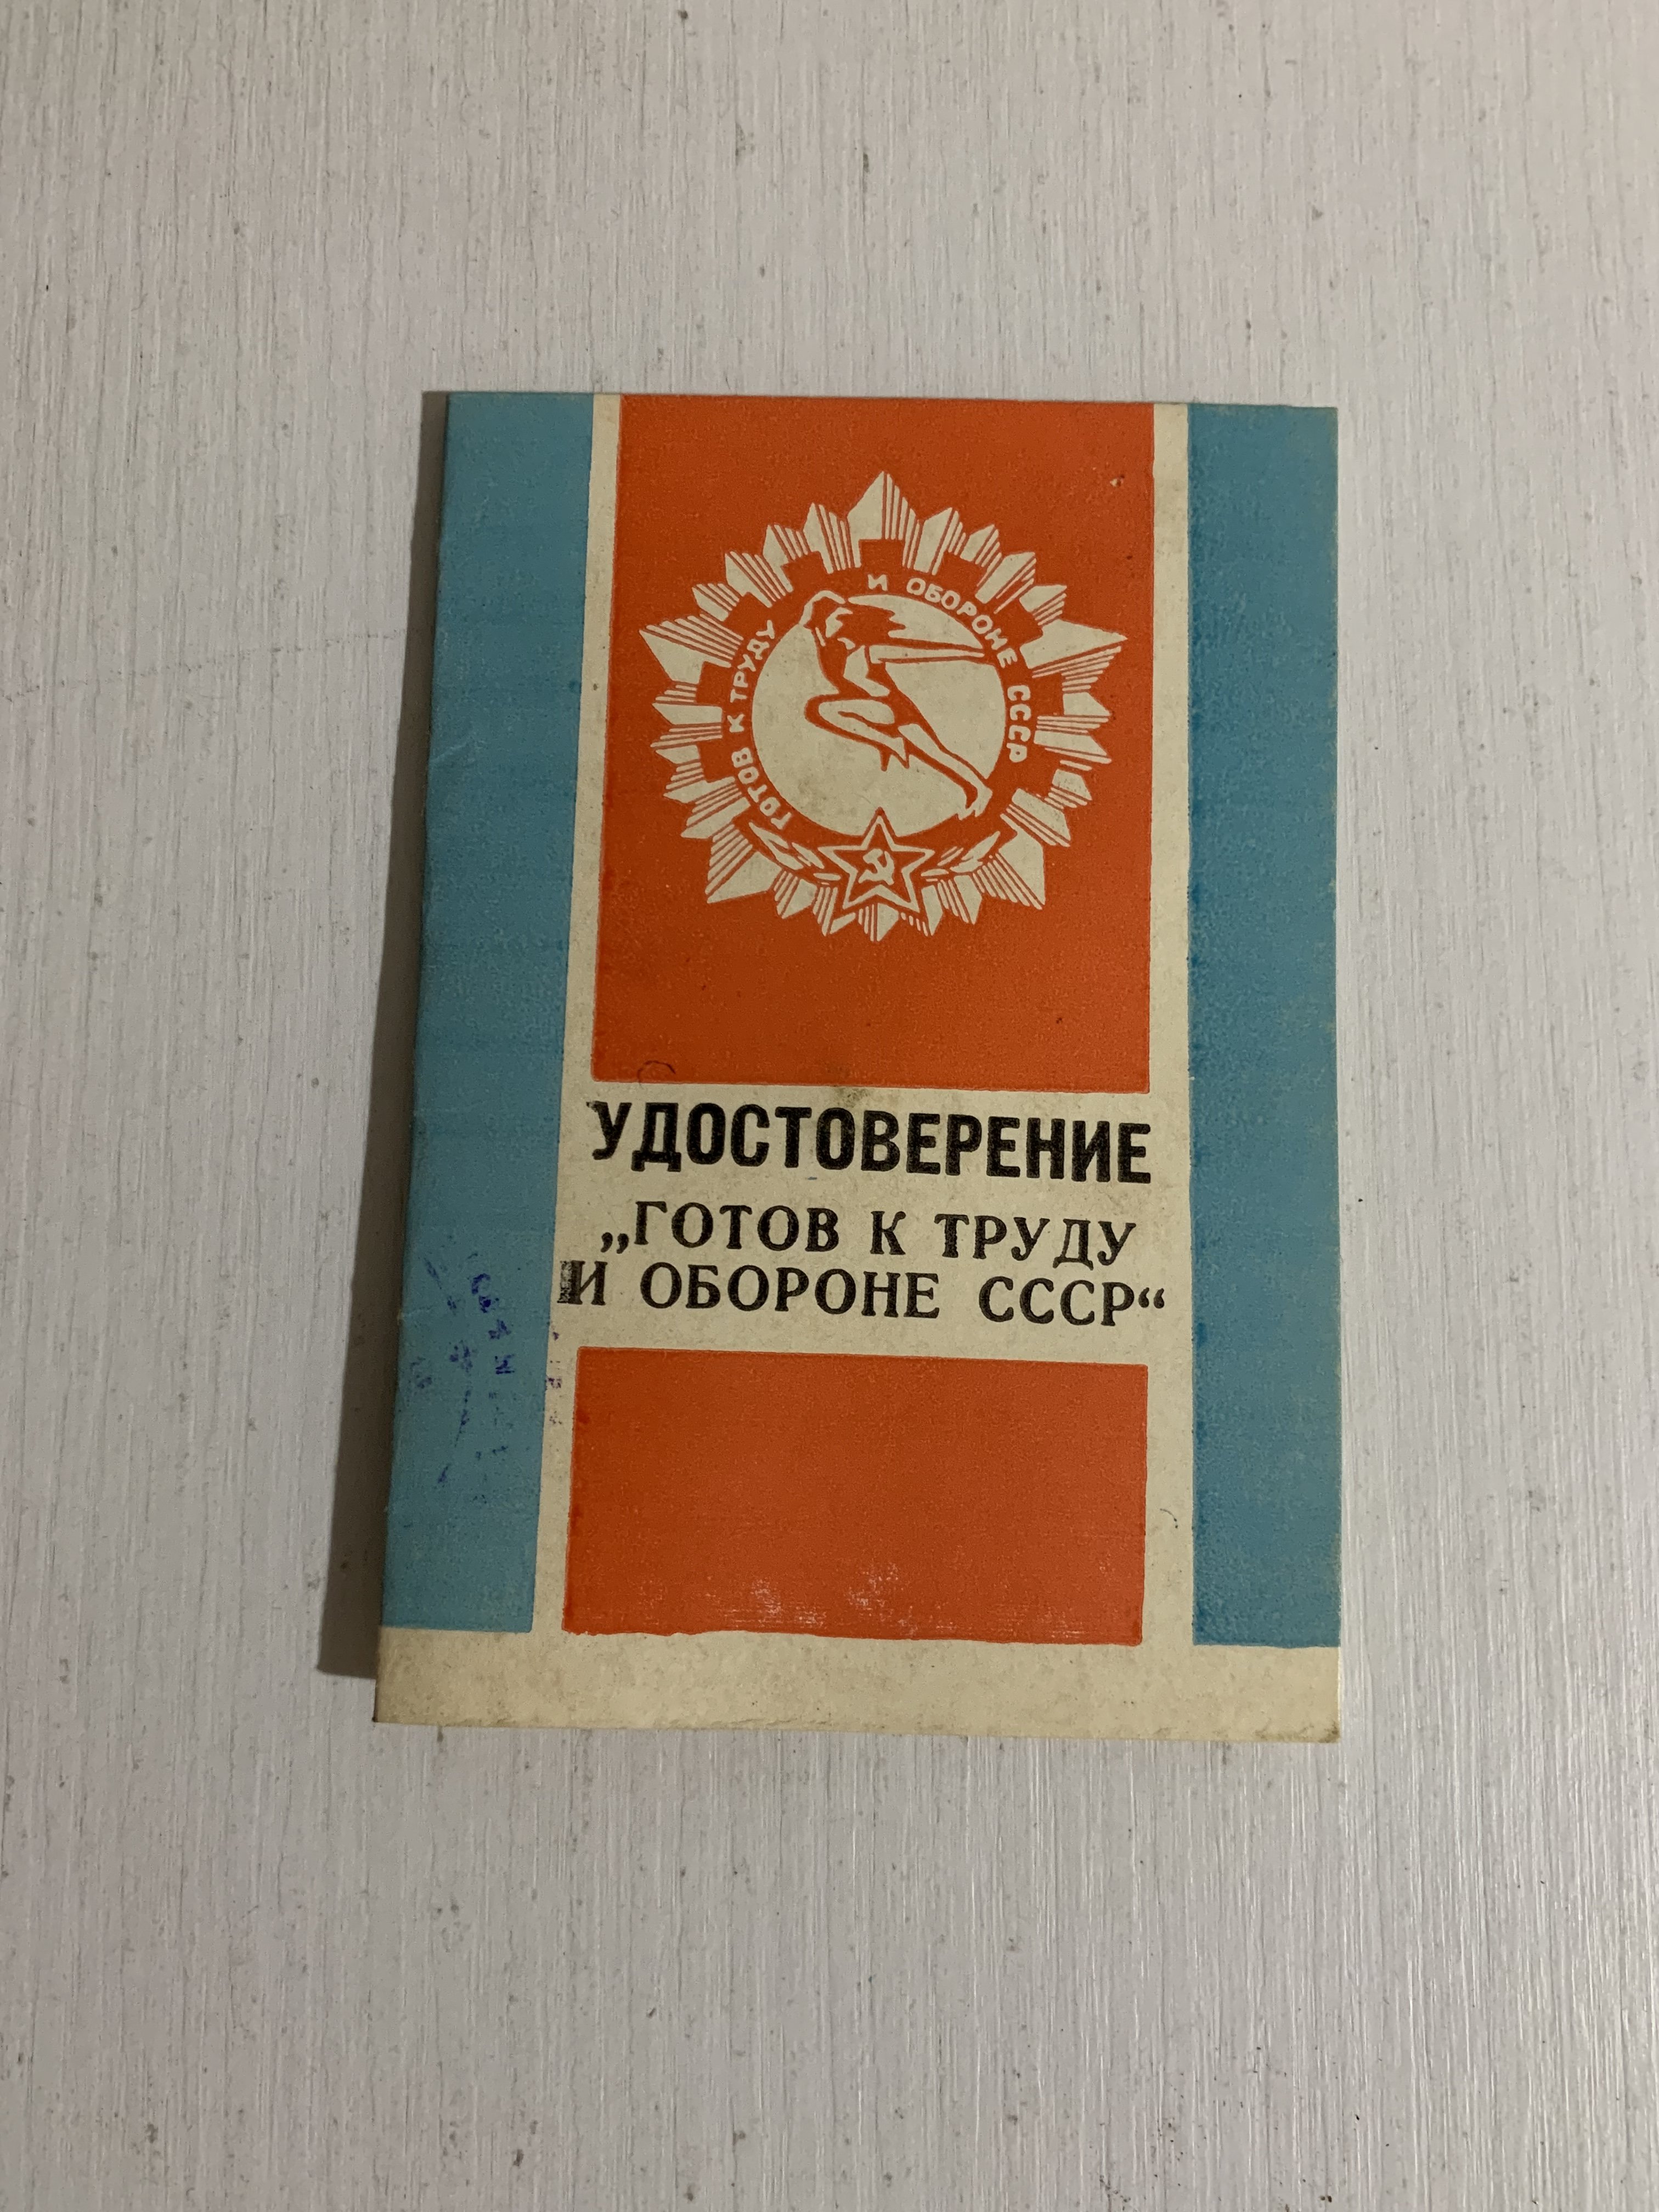 ГОТОВ К ТРУДУ И ОБОРОНЕ СССР
УДОСТОВЕРЕНИЕ
„ГОТОВ К ТРУДУ
И ОБОРОНЕ СССР“